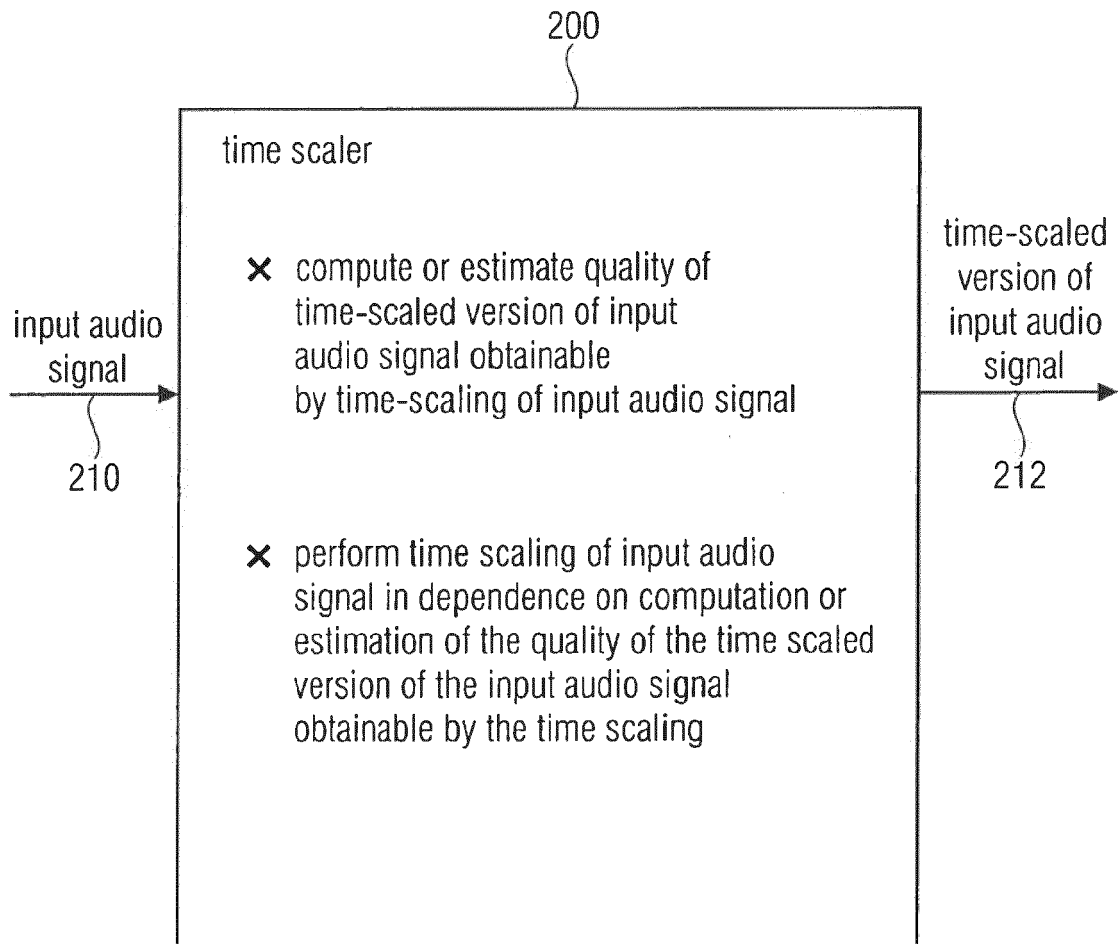 200
time scaler
× compute or estimate quality of
time-scaled version of input
audio signal obtainable
by time-scaling of input audio signal
input audio
signal
210
time-scaled
version of
input audio
signal
212
× perform time scaling of input audio
signal in dependence on computation or
estimation of the quality of the time scaled
version of the input audio signal
obtainable by the time scaling